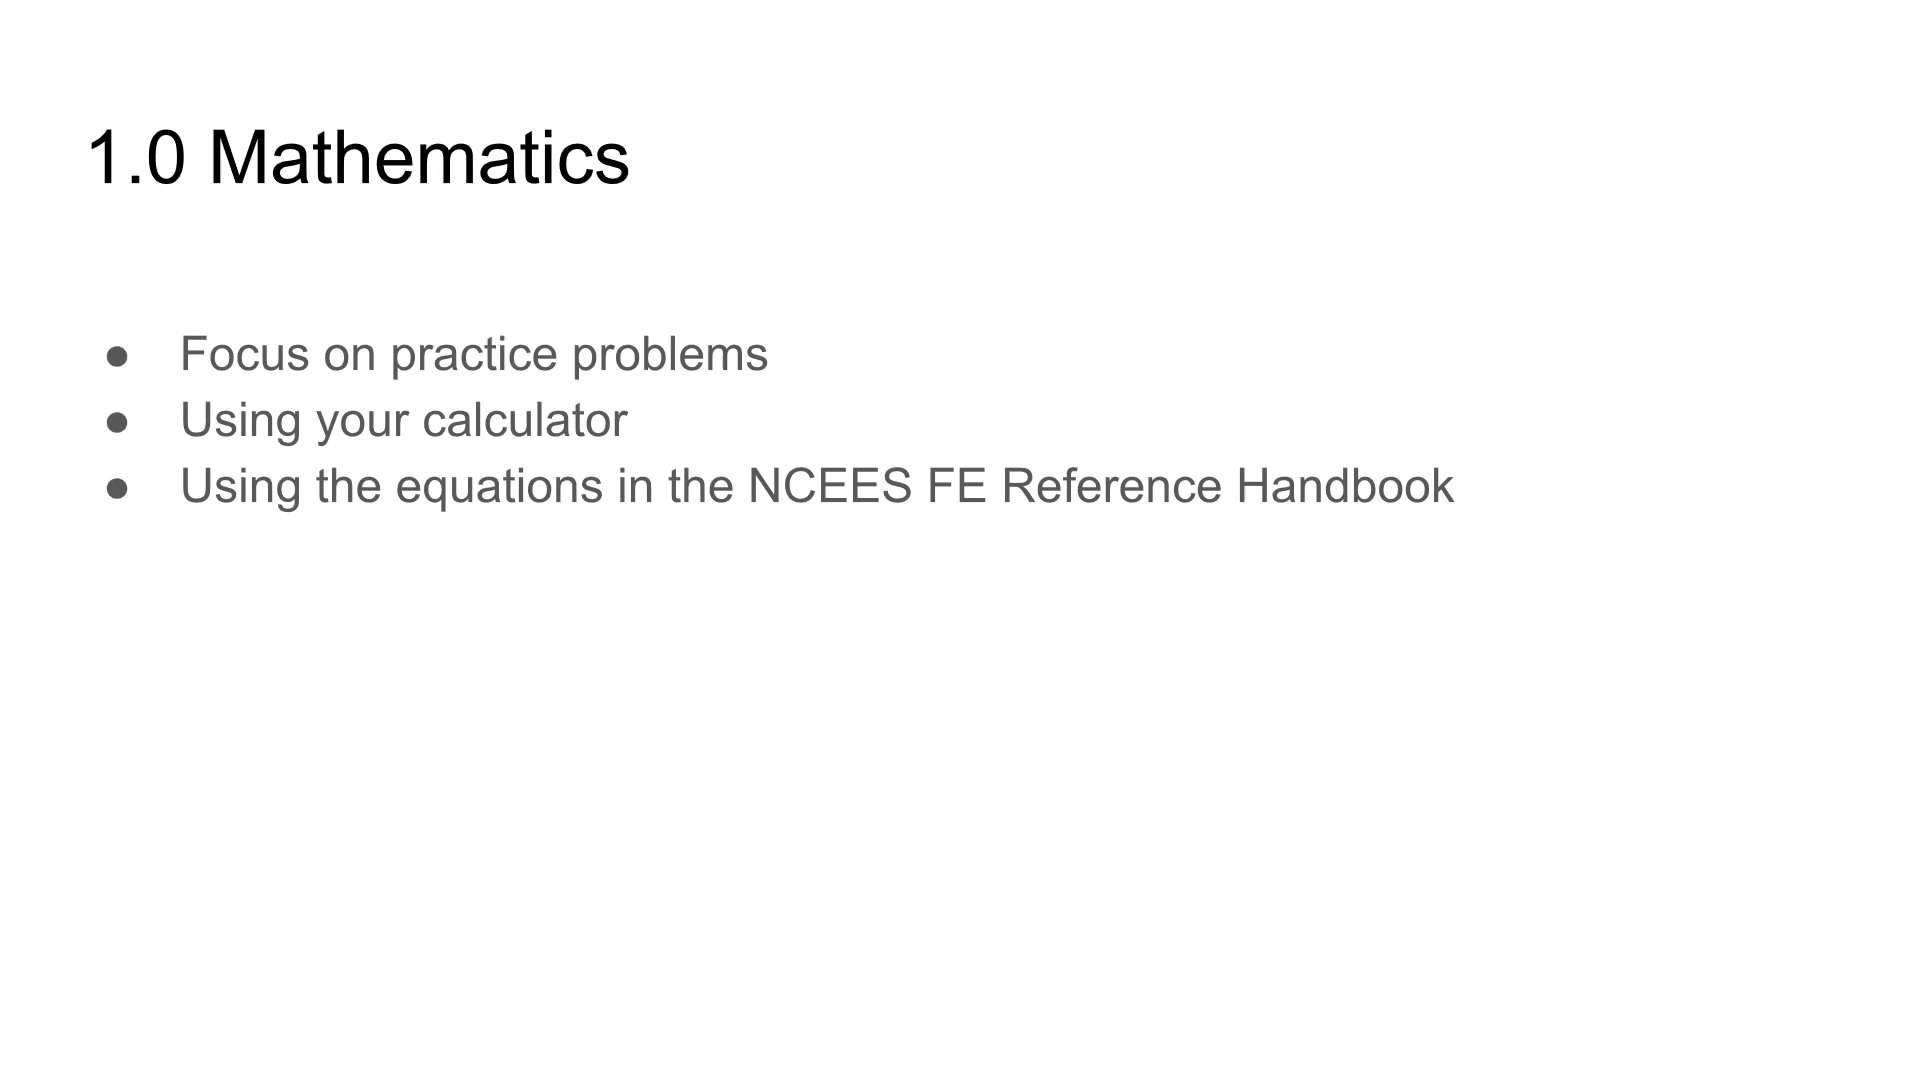 1.0 Mathematics
● Focus on practice problems
● Using your calculator
● Using the equations in the NCEES FE Reference Handbook